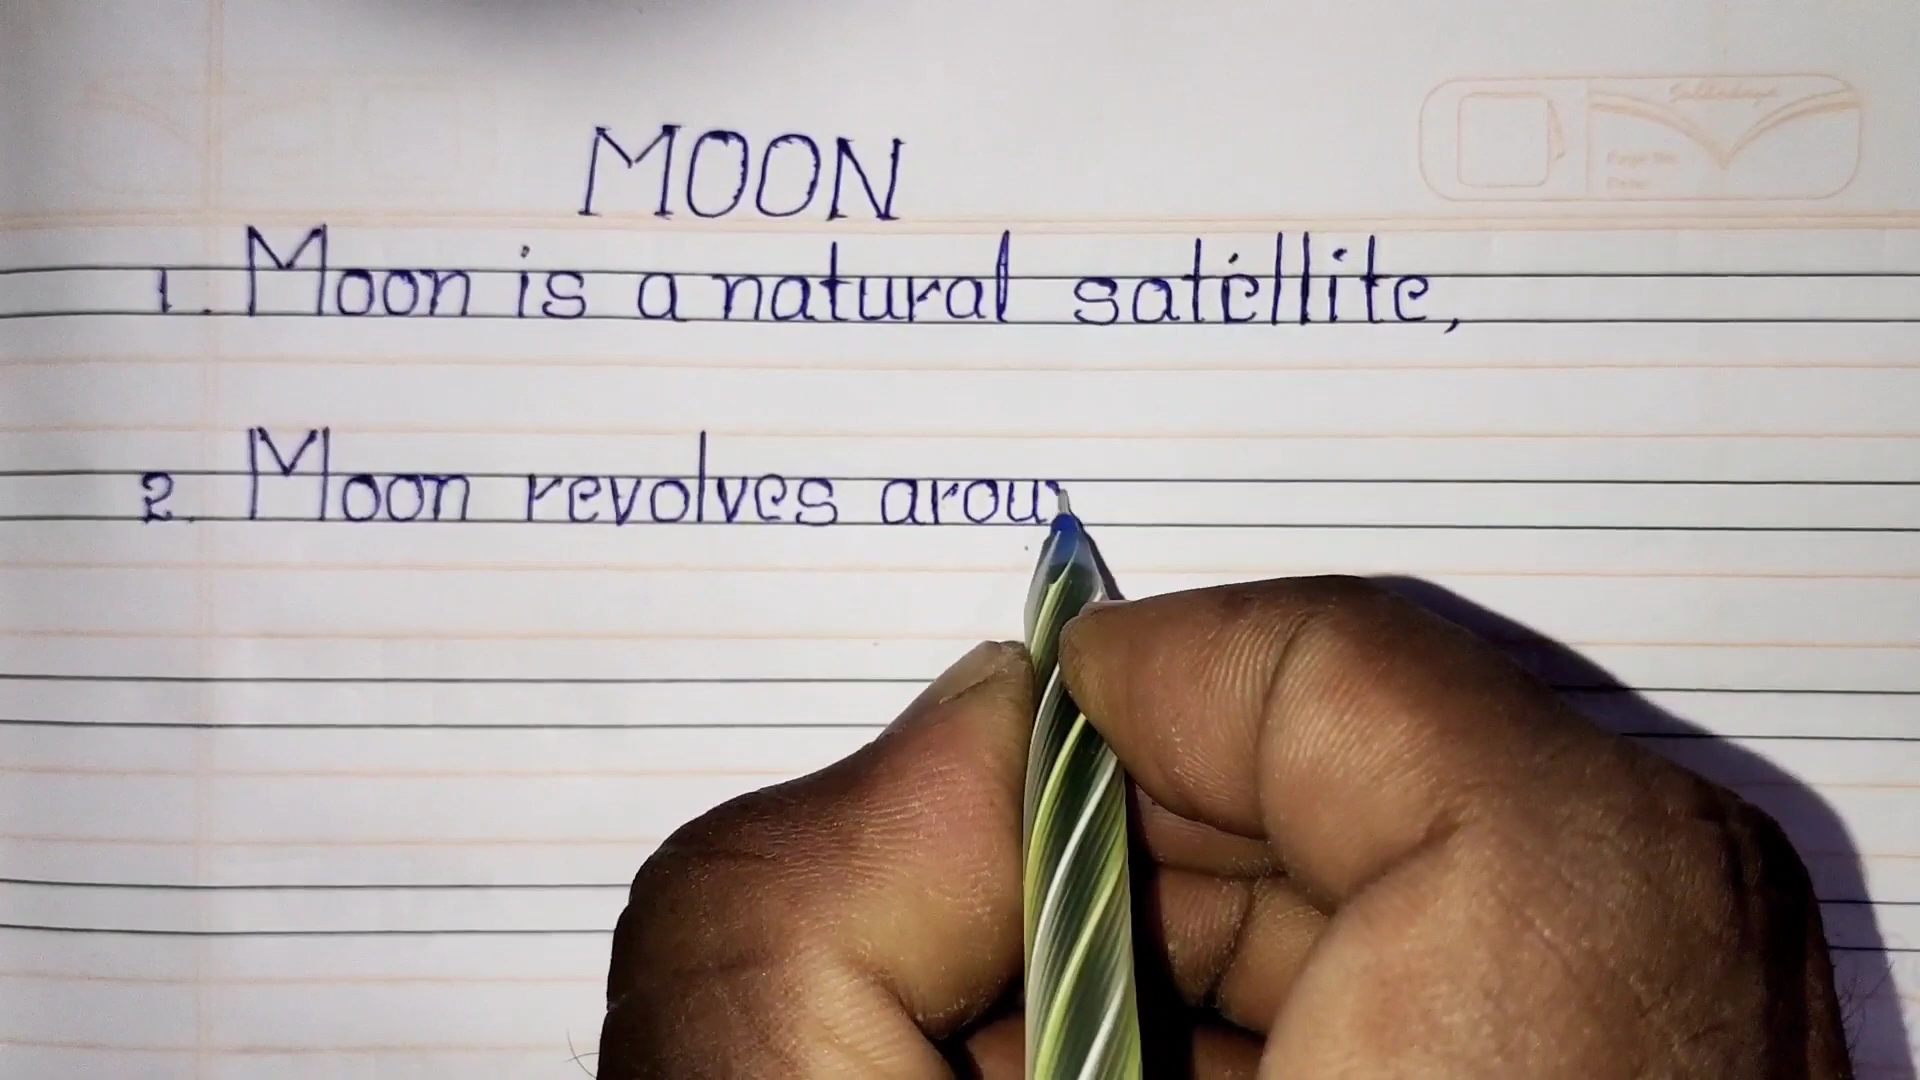 MOON
1. Moon is a natural satellite,
2. Moon revolves arou